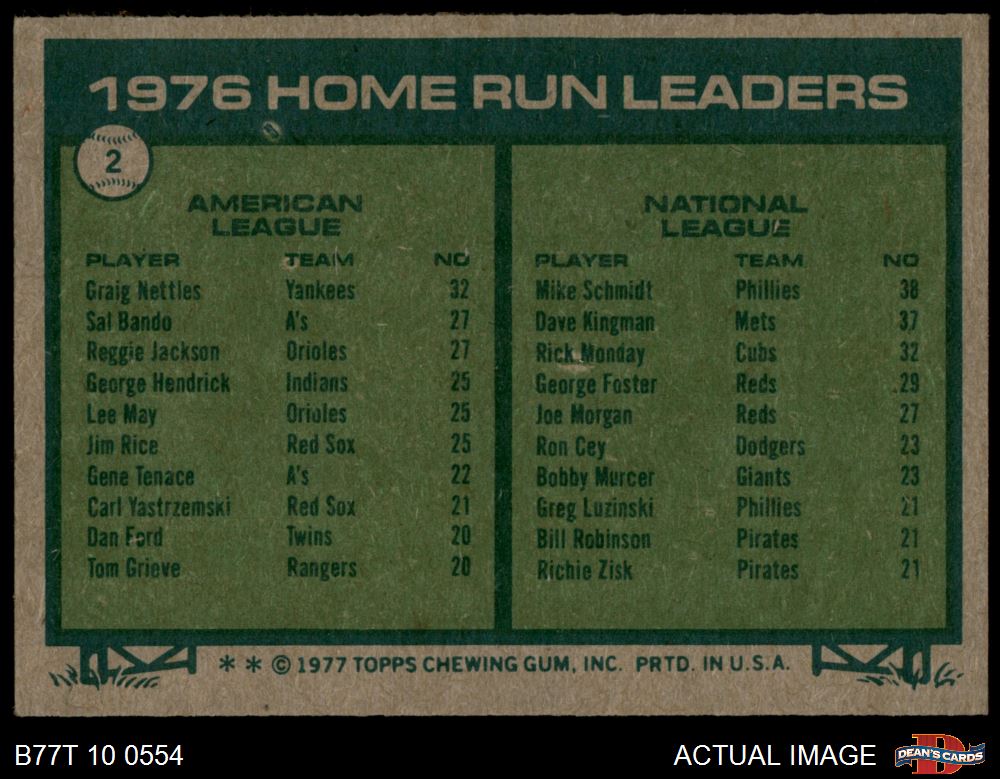 1976 HOME RUN LEADERS
2
AMERICAN
LEAGUE
PLAYER TEAM NO
Graig Nettles Yankees 32
Sal Bando A's 27
Reggie Jackson Orioles 27
George Hendrick Indians 25
Lee May Orioles 25
Jim Rice Red Sox 25
Gene Tenace A's 22
Carl Yastrzemski Red Sox 21
Dan Ford Twins 20
Tom Grieve Rangers 20
NATIONAL
LEAGUE
PLAYER TEAM NO
Mike Schmidt Phillies 38
Dave Kingman Mets 37
Rick Monday Cubs 32
George Foster Reds 29
Joe Morgan Reds 27
Ron Cey Dodgers 23
Bobby Murcer Giants 23
Greg Luzinski Phillies 21
Bill Robinson Pirates 21
Richie Zisk Pirates 21
* * © 1977 TOPPS CHEWING GUM, INC. PRTD. IN U.S.A.
B77T 10 0554 ACTUAL IMAGE
DEAN'S CARDS